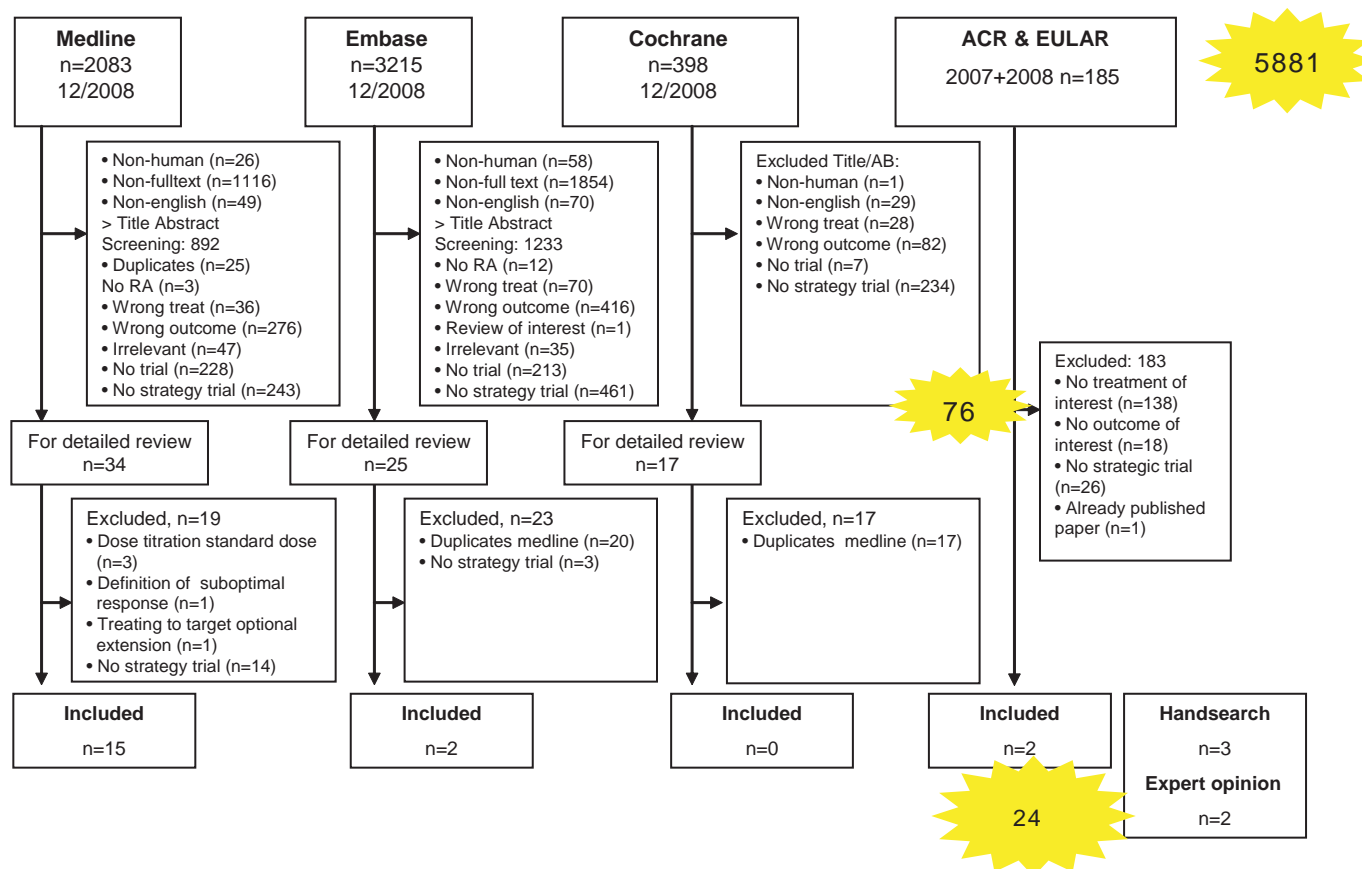 Medline
n=2083
12/2008
Embase
n=3215
12/2008
Cochrane
n=398
12/2008
ACR & EULAR
2007+2008 n=185
5881
• Non-human (n=26)
• Non-fulltext (n=1116)
• Non-english (n=49)
> Title Abstract
Screening: 892
• Duplicates (n=25)
No RA (n=3)
• Wrong treat (n=36)
• Wrong outcome (n=276)
• Irrelevant (n=47)
• No trial (n=228)
• No strategy trial (n=243)
• Non-human (n=58)
• Non-full text (n=1854)
• Non-english (n=70)
> Title Abstract
Screening: 1233
• No RA (n=12)
• Wrong treat (n=70)
• Wrong outcome (n=416)
• Review of interest (n=1)
• Irrelevant (n=35)
• No trial (n=213)
• No strategy trial (n=461)
Excluded Title/AB:
• Non-human (n=1)
• Non-english (n=29)
• Wrong treat (n=28)
• Wrong outcome (n=82)
• No trial (n=7)
• No strategy trial (n=234)
76
Excluded: 183
• No treatment of
interest (n=138)
• No outcome of
interest (n=18)
• No strategic trial
(n=26)
• Already published
paper (n=1)
For detailed review
n=34
For detailed review
n=25
For detailed review
n=17
Excluded, n=19
• Dose titration standard dose
(n=3)
• Definition of suboptimal
response (n=1)
• Treating to target optional
extension (n=1)
• No strategy trial (n=14)
Excluded, n=23
• Duplicates medline (n=20)
• No strategy trial (n=3)
Excluded, n=17
• Duplicates medline (n=17)
Included
n=15
Included
n=2
Included
n=0
Included
n=2
Handsearch
n=3
Expert opinion
n=2
24